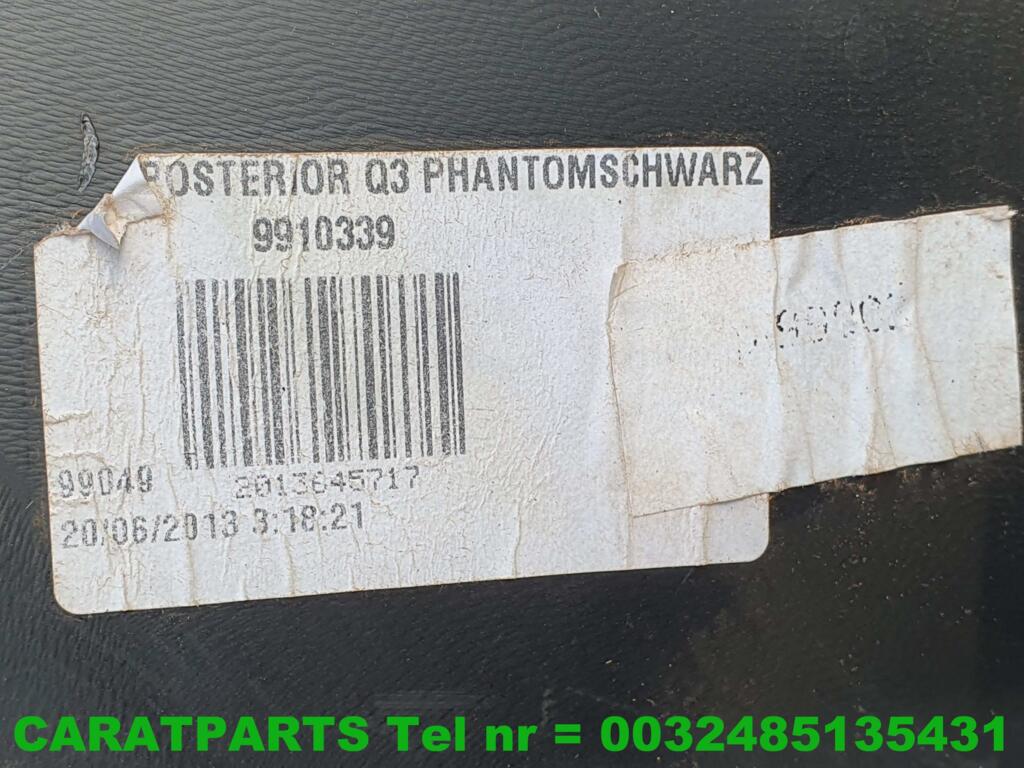 POSTERIOR Q3 PHANTOMSCHWARZ
9910339
99049
2013645717
20/06/2013 3:18:21
CARATPARTS Tel nr = 0032485135431